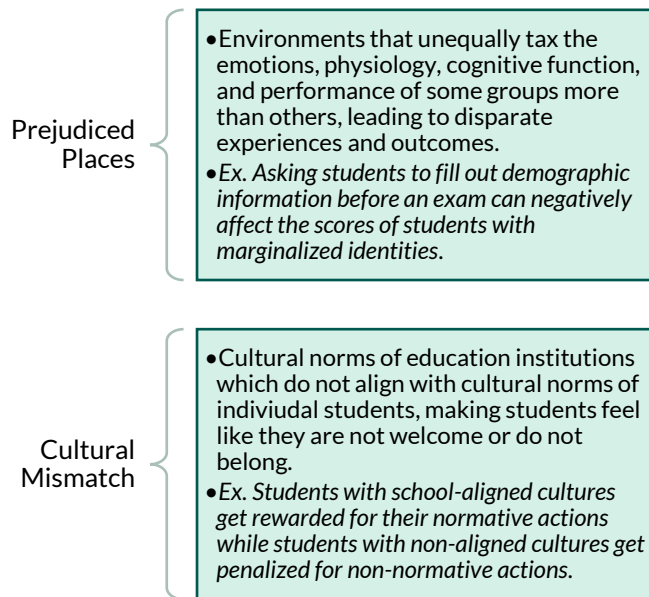 Prejudiced
Places
•Environments that unequally tax the
emotions, physiology, cognitive function,
and performance of some groups more
than others, leading to disparate
experiences and outcomes.
•Ex. Asking students to fill out demographic
information before an exam can negatively
affect the scores of students with
marginalized identities.
Cultural
Mismatch
•Cultural norms of education institutions
which do not align with cultural norms of
indiviudal students, making students feel
like they are not welcome or do not
belong.
•Ex. Students with school-aligned cultures
get rewarded for their normative actions
while students with non-aligned cultures get
penalized for non-normative actions.